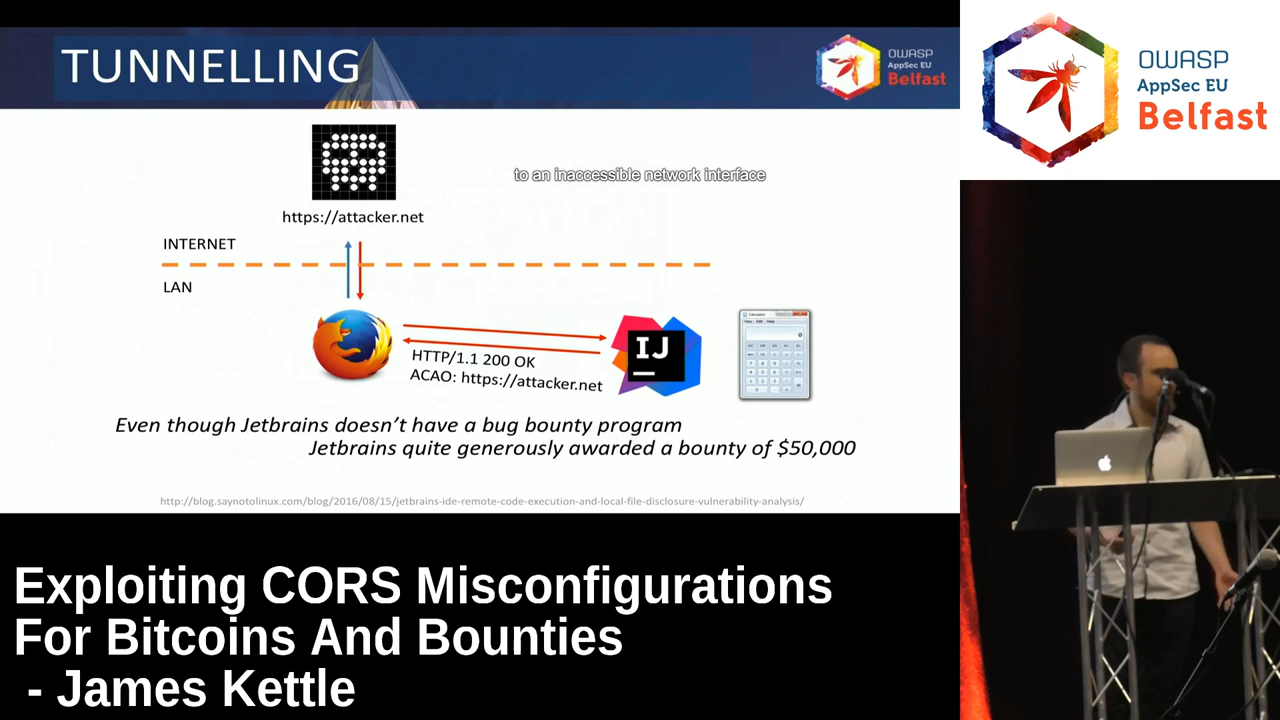 TUNNELLING
OWASP
AppSec EU
Belfast
OWASP
AppSec EU
Belfast
to an inaccessible network interface
https://attacker.net
INTERNET
LAN
HTTP/1.1 200 OK
ACAO: https://attacker.net
IJ
Even though Jetbrains doesn't have a bug bounty program
Jetbrains quite generously awarded a bounty of $50,000
http://blog.saynotolinux.com/blog/2016/08/15/jetbrains-ide-remote-code-execution-and-local-file-disclosure-vulnerability-analysis/
Exploiting CORS Misconfigurations
For Bitcoins And Bounties
- James Kettle